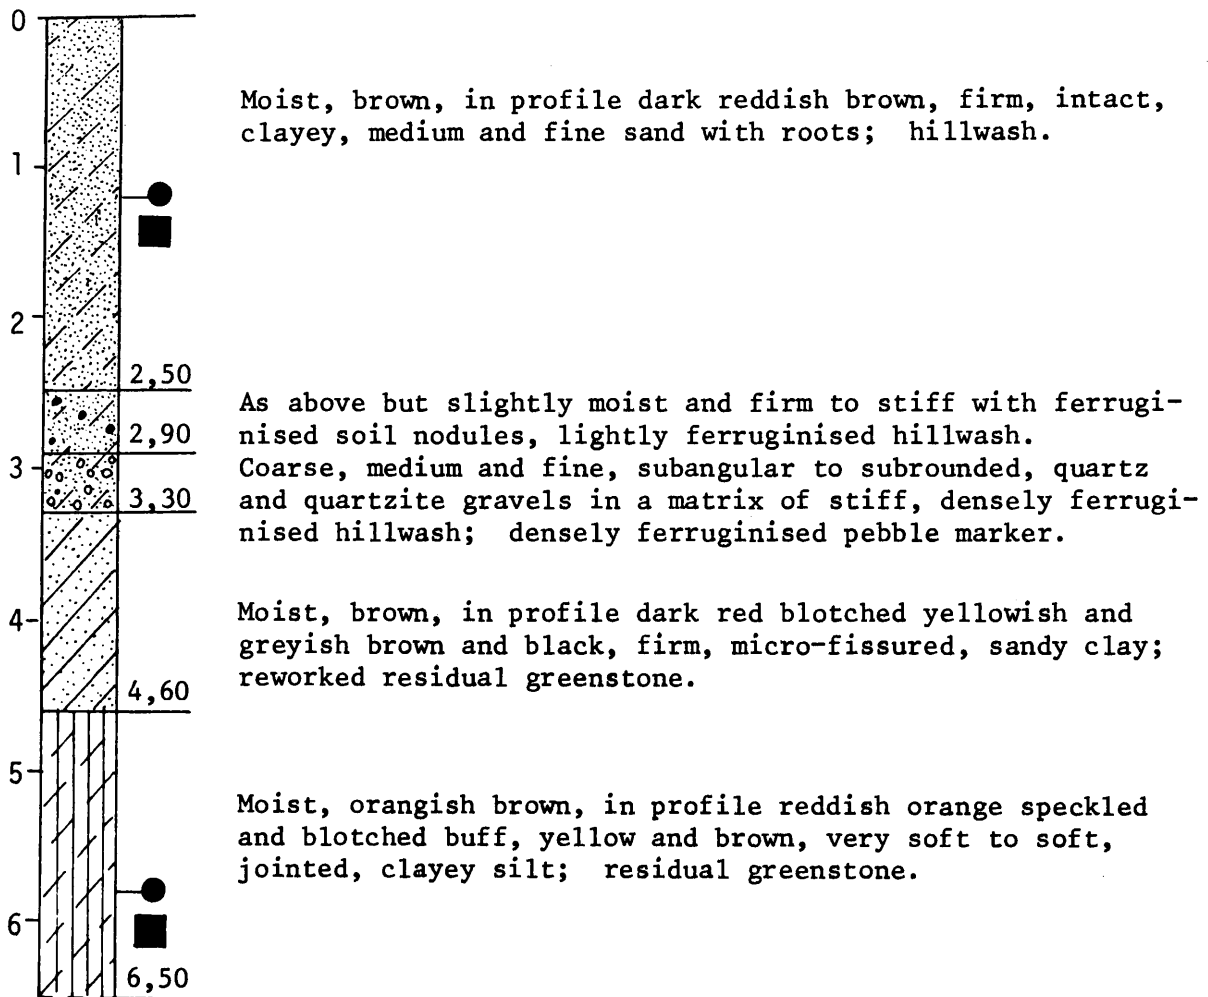 0
Moist, brown, in profile dark reddish brown, firm, intact,
clayey, medium and fine sand with roots; hillwash.
1
2
2,50
As above but slightly moist and firm to stiff with ferrugi-
nised soil nodules, lightly ferruginised hillwash.
2,90
3
Coarse, medium and fine, subangular to subrounded, quartz
and quartzite gravels in a matrix of stiff, densely ferrugi-
nised hillwash; densely ferruginised pebble marker.
3,30
4
Moist, brown, in profile dark red blotched yellowish and
greyish brown and black, firm, micro-fissured, sandy clay;
reworked residual greenstone.
4,60
5
Moist, orangish brown, in profile reddish orange speckled
and blotched buff, yellow and brown, very soft to soft,
jointed, clayey silt; residual greenstone.
6
6,50